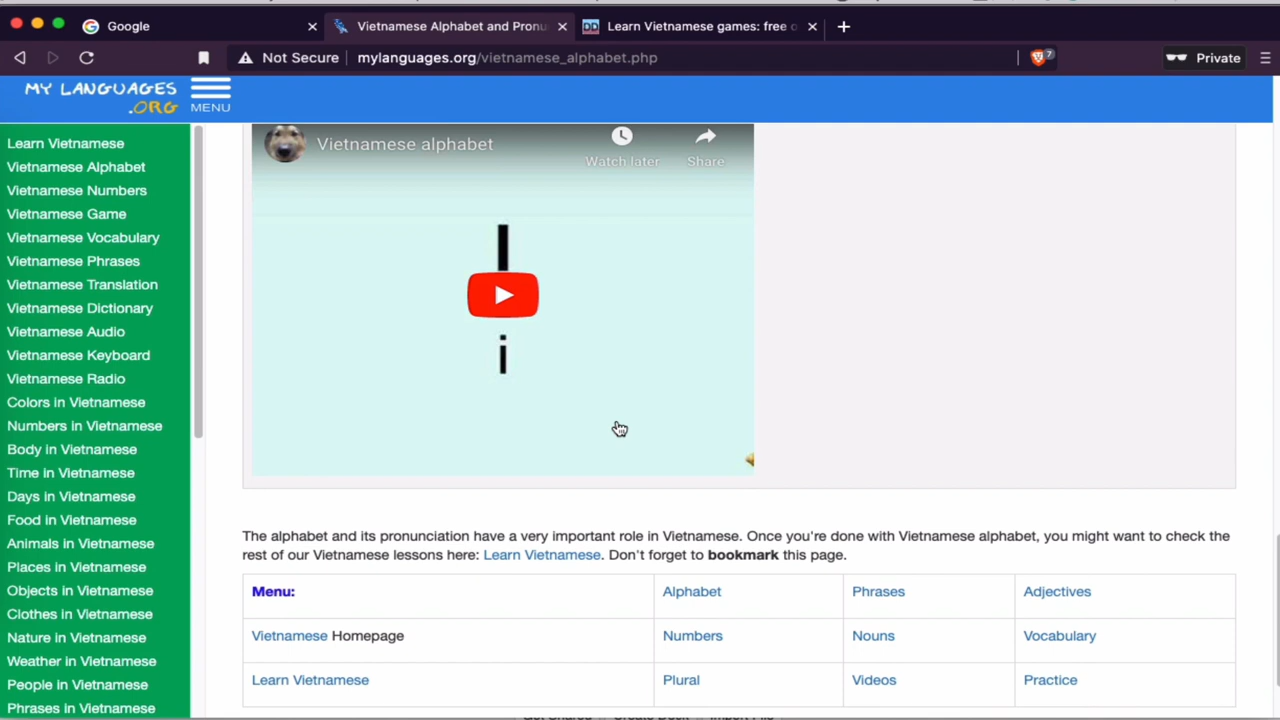 Google
Vietnamese Alphabet and Pronu
Learn Vietnamese games: free o
Not Secure
mylanguages.org/vietnamese_alphabet.php
7
Private
MY LANGUAGES
.ORG
MENU
Learn Vietnamese
Vietnamese Alphabet
Vietnamese Numbers
Vietnamese Game
Vietnamese Vocabulary
Vietnamese Phrases
Vietnamese Translation
Vietnamese Dictionary
Vietnamese Audio
Vietnamese Keyboard
Vietnamese Radio
Colors in Vietnamese
Numbers in Vietnamese
Body in Vietnamese
Time in Vietnamese
Days in Vietnamese
Food in Vietnamese
Animals in Vietnamese
Places in Vietnamese
Objects in Vietnamese
Clothes in Vietnamese
Nature in Vietnamese
Weather in Vietnamese
People in Vietnamese
Phrases in Vietnamese
Vietnamese alphabet
Watch later
Share
I
i
The alphabet and its pronunciation have a very important role in Vietnamese. Once you're done with Vietnamese alphabet, you might want to check the
rest of our Vietnamese lessons here: Learn Vietnamese. Don't forget to bookmark this page.
Menu: Alphabet Phrases Adjectives
Vietnamese Homepage Numbers Nouns Vocabulary
Learn Vietnamese Plural Videos Practice